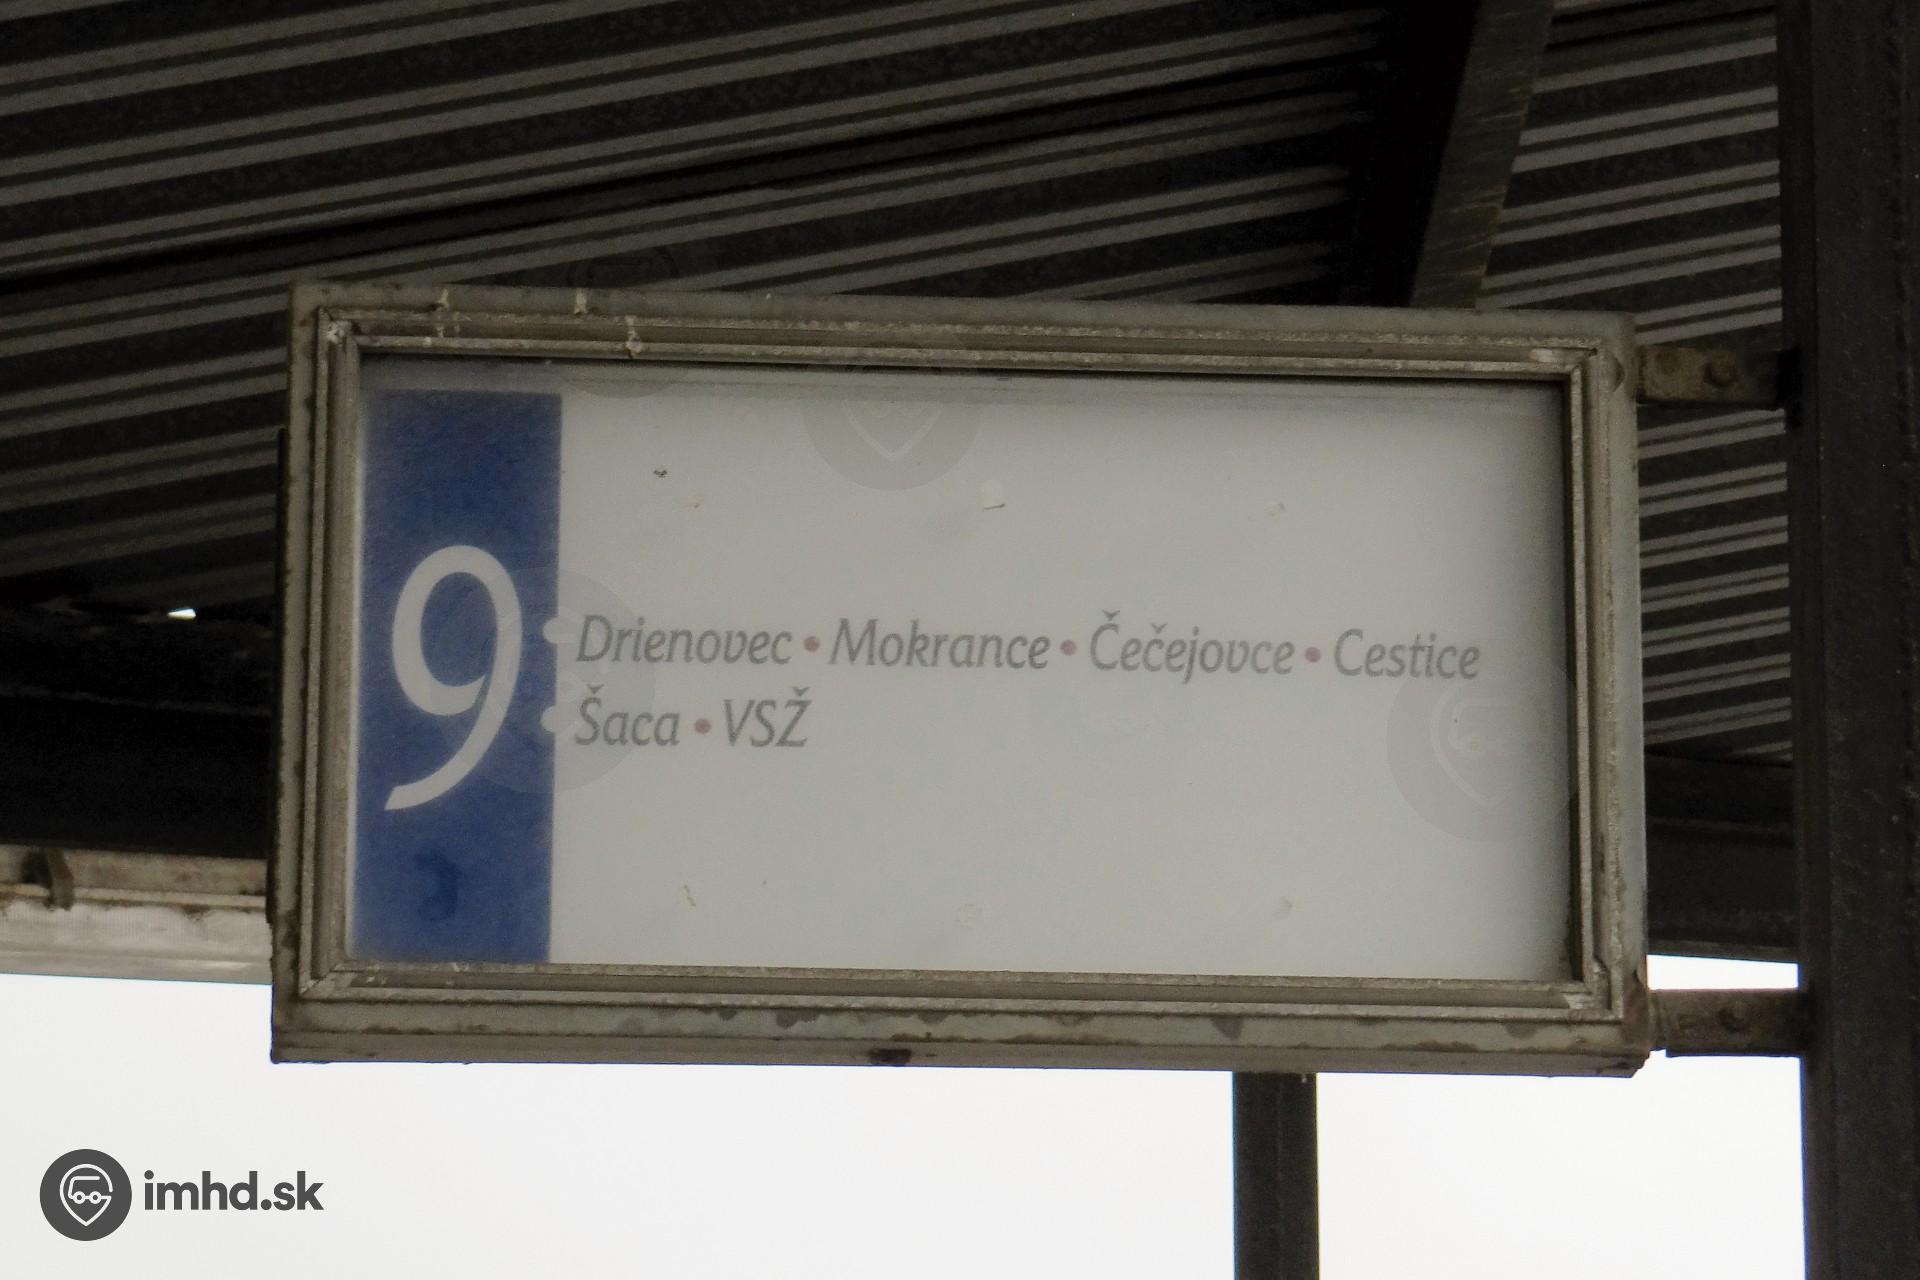 9
Drienovec • Mokrance • Čečejovce • Cestice
Šaca • VSŽ
imhd.sk